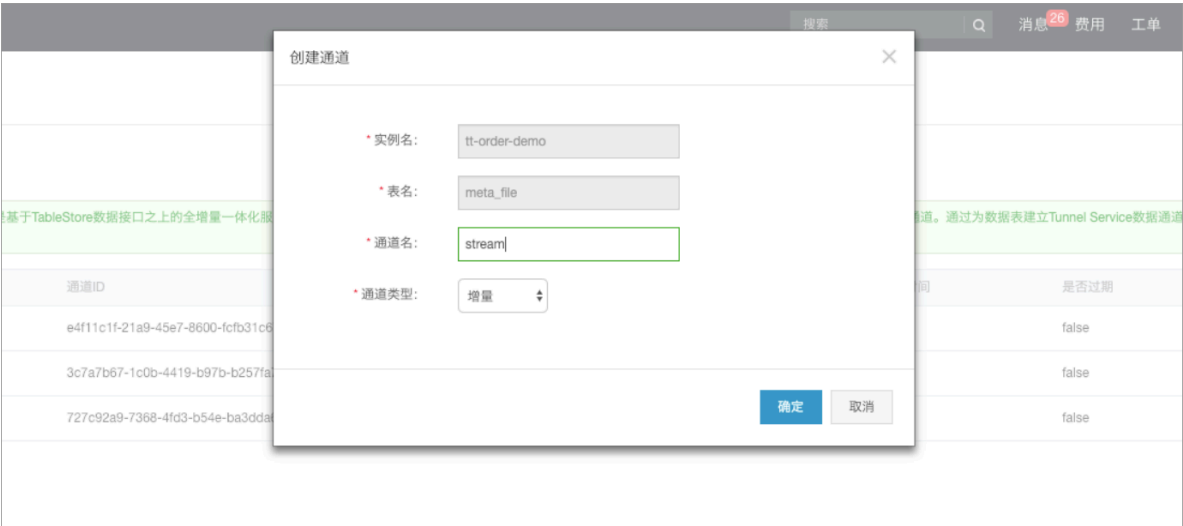 搜索
消息 26 费用 工单
创建通道
* 实例名: tt-order-demo
* 表名: meta_file
是基于TableStore数据接口之上的全增量一体化服
通道。通过为数据表建立Tunnel Service数据通道
* 通道名: stream
* 通道类型: 增量
通道ID 间 是否过期
e4f11c1f-21a9-45e7-8600-fcfb31c6 false
3c7a7b67-1c0b-4419-b97b-b257fa false
727c92a9-7368-4fd3-b54e-ba3dda false
确定 取消